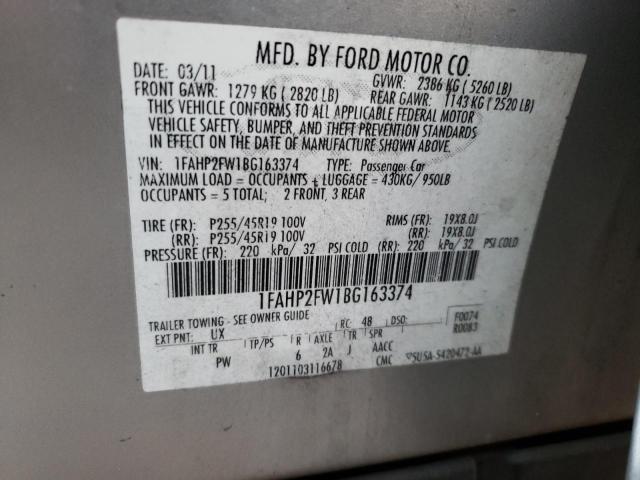 MFD. BY FORD MOTOR CO.
DATE: 03/11 GVWR: 2386 KG ( 5260 LB)
FRONT GAWR: 1279 KG ( 2820 LB) REAR GAWR: 1143 KG ( 2520 LB)
THIS VEHICLE CONFORMS TO ALL APPLICABLE FEDERAL MOTOR
VEHICLE SAFETY, BUMPER, AND THEFT PREVENTION STANDARDS
IN EFFECT ON THE DATE OF MANUFACTURE SHOWN ABOVE.
VIN: 1FAHP2FW1BG163374 TYPE: Passenger Car
MAXIMUM LOAD = OCCUPANTS + LUGGAGE = 430KG/ 950LB
OCCUPANTS = 5 TOTAL; 2 FRONT, 3 REAR
TIRE (FR): P255/45R19 100V RIMS (FR): 19X8.0J
(RR): P255/45R19 100V (RR): 19X8.0J
PRESSURE (FR): 220 kPa/ 32 PSI COLD (RR): 220 kPa/ 32 PSI COLD
1FAHP2FW1BG163374
TRAILER TOWING - SEE OWNER GUIDE F0074
EXT PNT: UX RC: 48 DSO: R0083
INT TR TP/PS R AXLE TR SPR
PW 6 2A J AACC
1201103116678 CMC 5U5A-5420472-AA